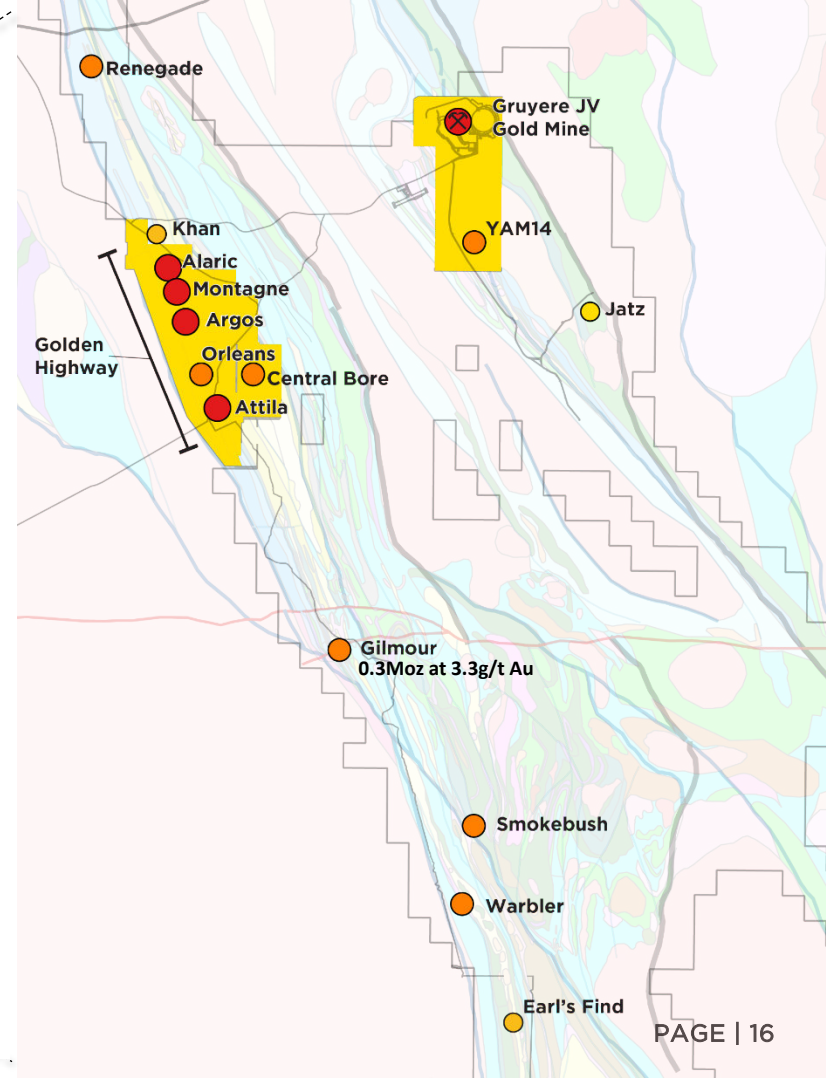 Renegade
Gruyere JV
Gold Mine
Khan
YAM14
Alaric
Montagne
Jatz
Argos
Golden
Highway
Orleans
Central Bore
Attila
Gilmour
0.3Moz at 3.3g/t Au
Smokebush
Warbler
Earl's Find
PAGE | 16